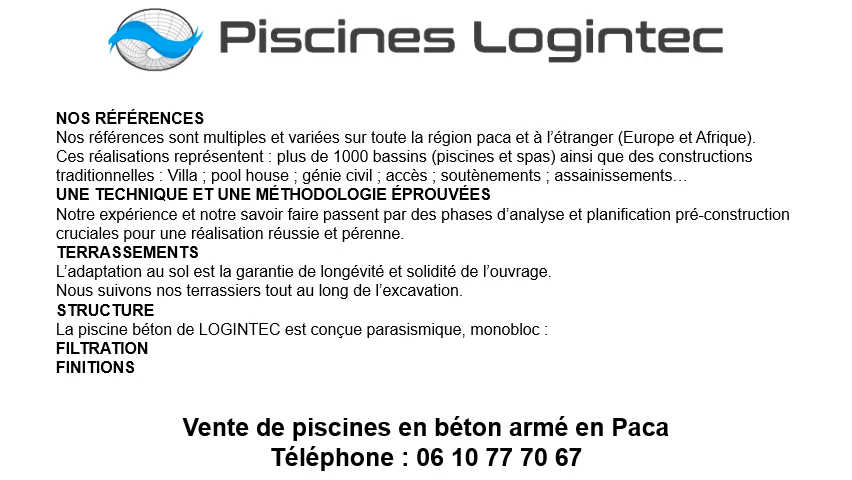 Piscines Logintec
NOS RÉFÉRENCES
Nos références sont multiples et variées sur toute la région paca et à l’étranger (Europe et Afrique).
Ces réalisations représentent : plus de 1000 bassins (piscines et spas) ainsi que des constructions
traditionnelles : Villa ; pool house ; génie civil ; accès ; soutènements ; assainissements…
UNE TECHNIQUE ET UNE MÉTHODOLOGIE ÉPROUVÉES
Notre expérience et notre savoir faire passent par des phases d’analyse et planification pré-construction
cruciales pour une réalisation réussie et pérenne.
TERRASSEMENTS
L’adaptation au sol est la garantie de longévité et solidité de l’ouvrage.
Nous suivons nos terrassiers tout au long de l’excavation.
STRUCTURE
La piscine béton de LOGINTEC est conçue parasismique, monobloc :
FILTRATION
FINITIONS
Vente de piscines en béton armé en Paca
Téléphone : 06 10 77 70 67